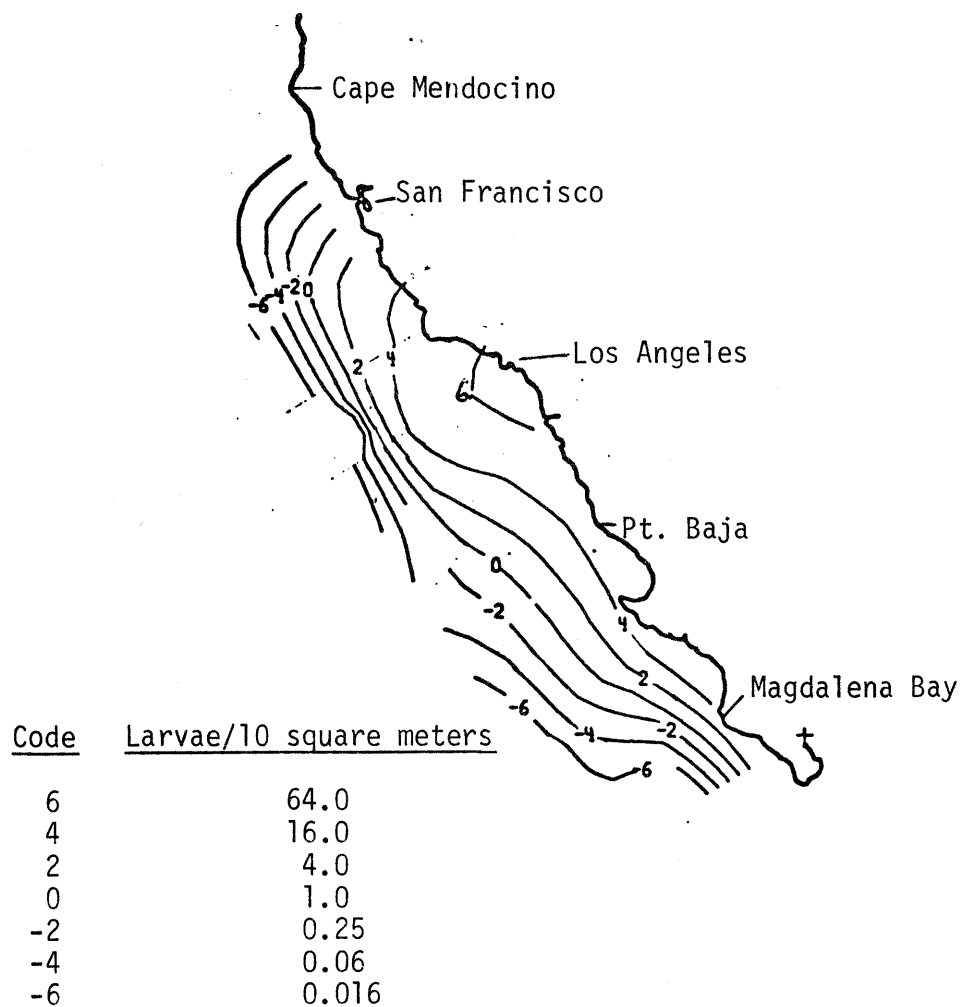 Cape Mendocino
San Francisco
-6 -4 -2 0
Los Angeles
2 4
6
Pt. Baja
0
-2
4
2
Magdalena Bay
-6
-4 -2
-6
Code Larvae/10 square meters
6 64.0
4 16.0
2 4.0
0 1.0
-2 0.25
-4 0.06
-6 0.016